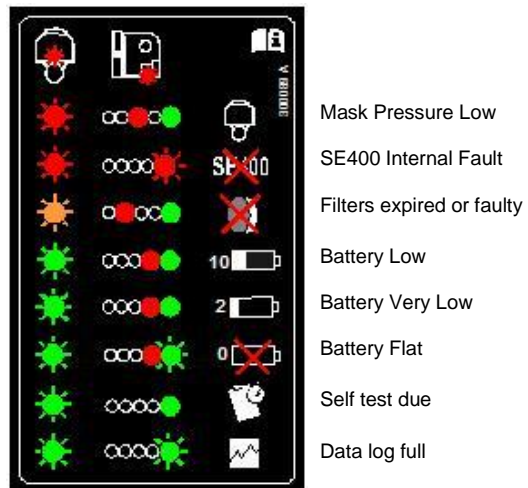 300089 A
Mask Pressure Low
SE400 Internal Fault
Filters expired or faulty
10 Battery Low
2 Battery Very Low
0 Battery Flat
Self test due
Data log full